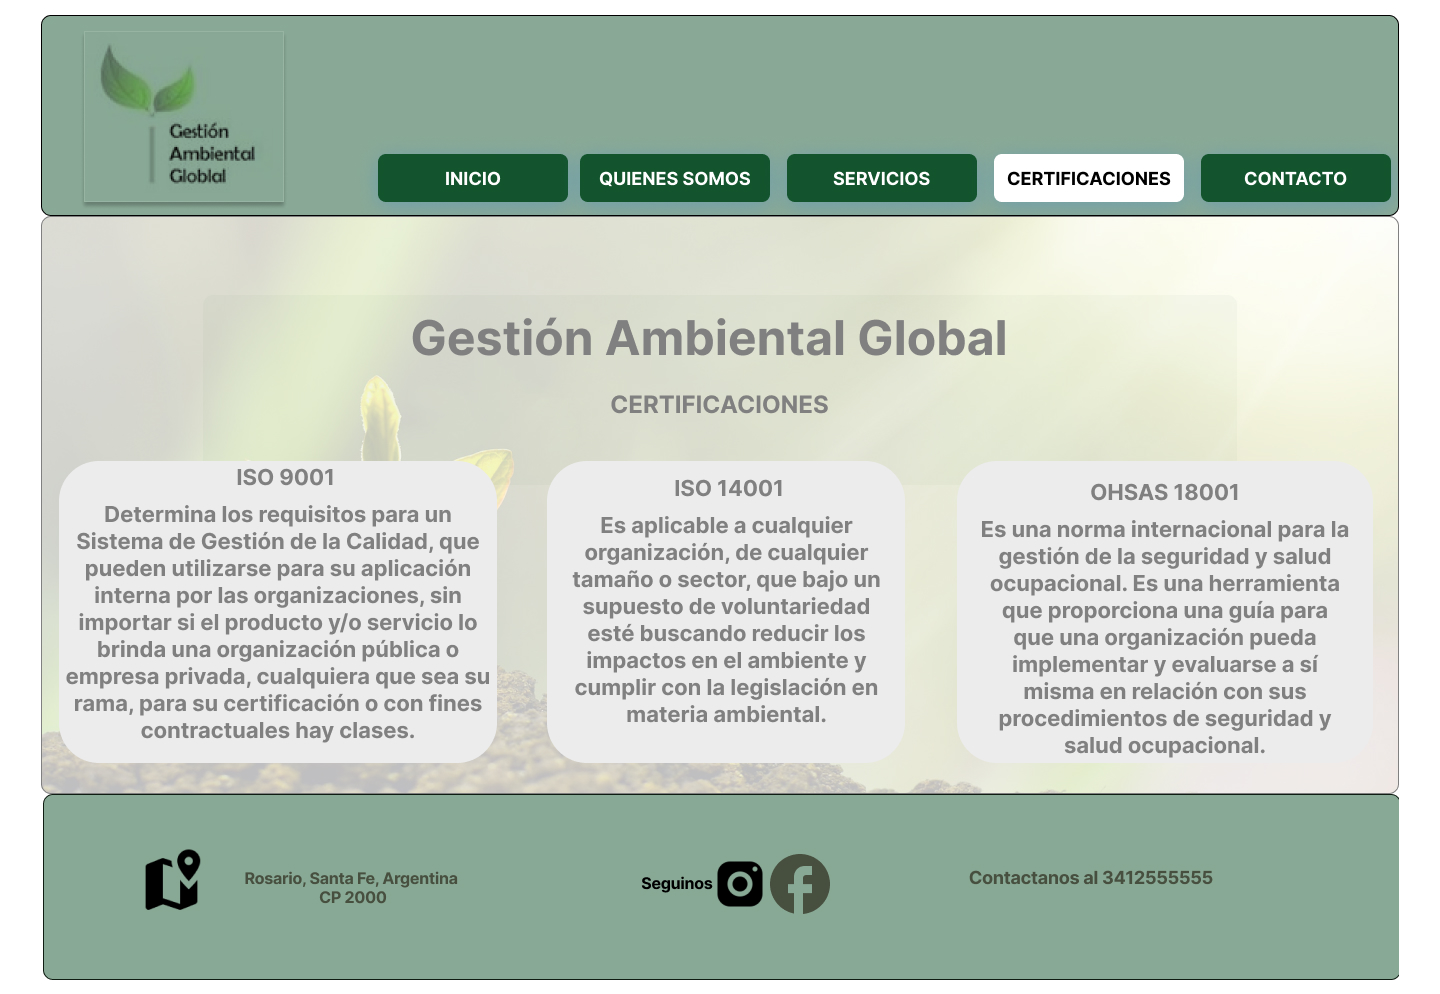 Gestión
Ambiental
Globlal
INICIO
QUIENES SOMOS
SERVICIOS
CERTIFICACIONES
CONTACTO
Gestión Ambiental Global
CERTIFICACIONES
ISO 9001
Determina los requisitos para un
Sistema de Gestión de la Calidad, que
pueden utilizarse para su aplicación
interna por las organizaciones, sin
importar si el producto y/o servicio lo
brinda una organización pública o
empresa privada, cualquiera que sea su
rama, para su certificación o con fines
contractuales hay clases.
ISO 14001
Es aplicable a cualquier
organización, de cualquier
tamaño o sector, que bajo un
supuesto de voluntariedad
esté buscando reducir los
impactos en el ambiente y
cumplir con la legislación en
materia ambiental.
OHSAS 18001
Es una norma internacional para la
gestión de la seguridad y salud
ocupacional. Es una herramienta
que proporciona una guía para
que una organización pueda
implementar y evaluarse a sí
misma en relación con sus
procedimientos de seguridad y
salud ocupacional.
Rosario, Santa Fe, Argentina
CP 2000
Seguinos
Contactanos al 3412555555